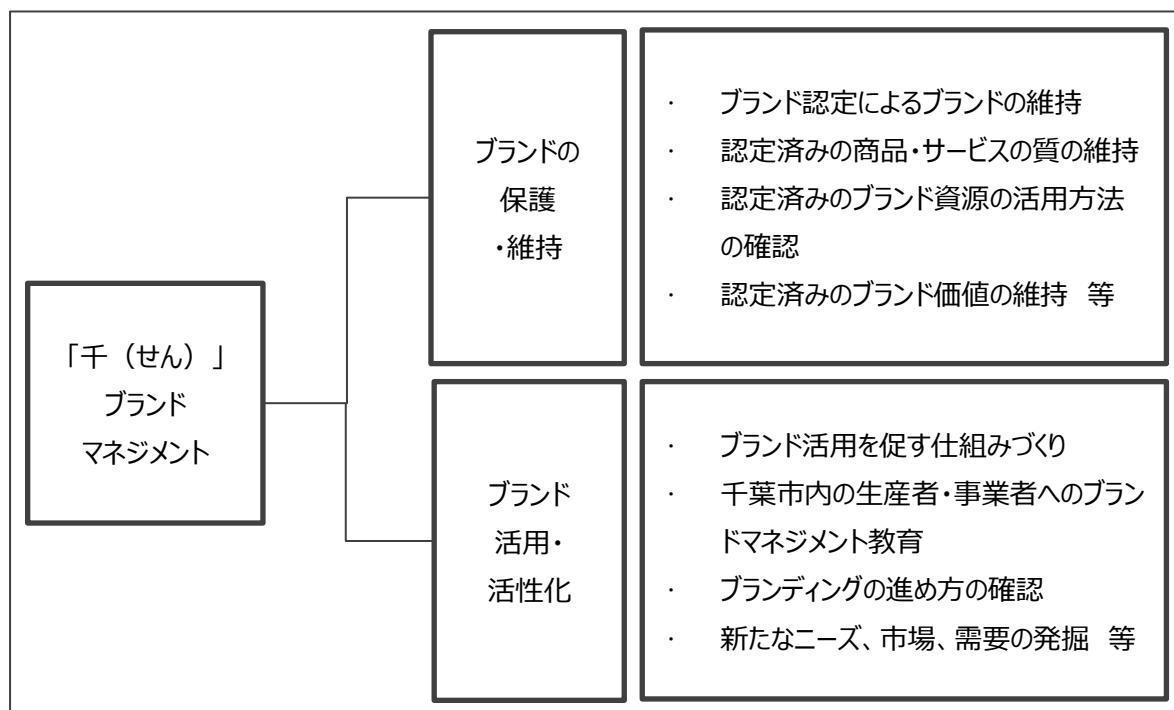 「千（せん）」
ブランド
マネジメント
ブランドの
保護
・維持
・ ブランド認定によるブランドの維持
・ 認定済みの商品・サービスの質の維持
・ 認定済みのブランド資源の活用方法
の確認
・ 認定済みのブランド価値の維持 等
ブランド
活用・
活性化
・ ブランド活用を促す仕組みづくり
・ 千葉市内の生産者・事業者へのブラン
ドマネジメント教育
・ ブランディングの進め方の確認
・ 新たなニーズ、市場、需要の発掘 等